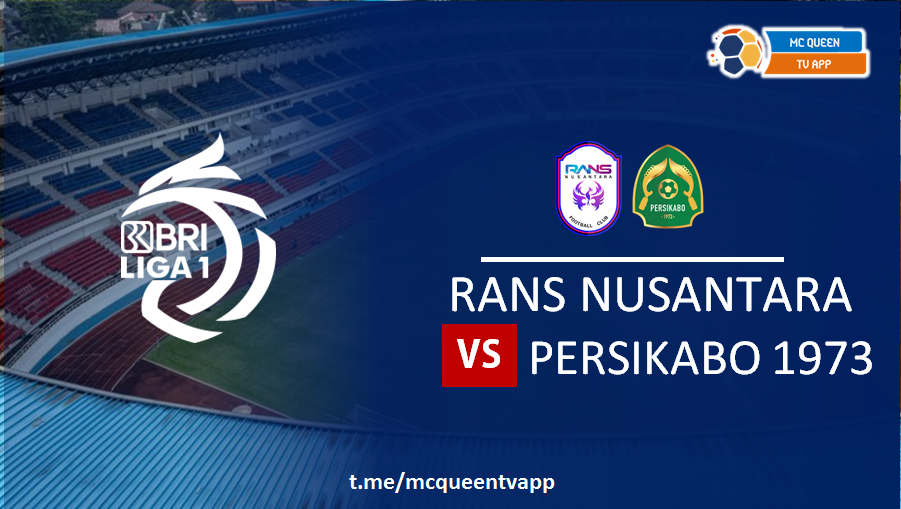 MC QUEEN
TV APP
BRI
LIGA 1
RANS
NUSANTARA
FOOTBALL CLUB
PERSIKABO
1973
RANS NUSANTARA
VS PERSIKABO 1973
t.me/mcqueentvapp